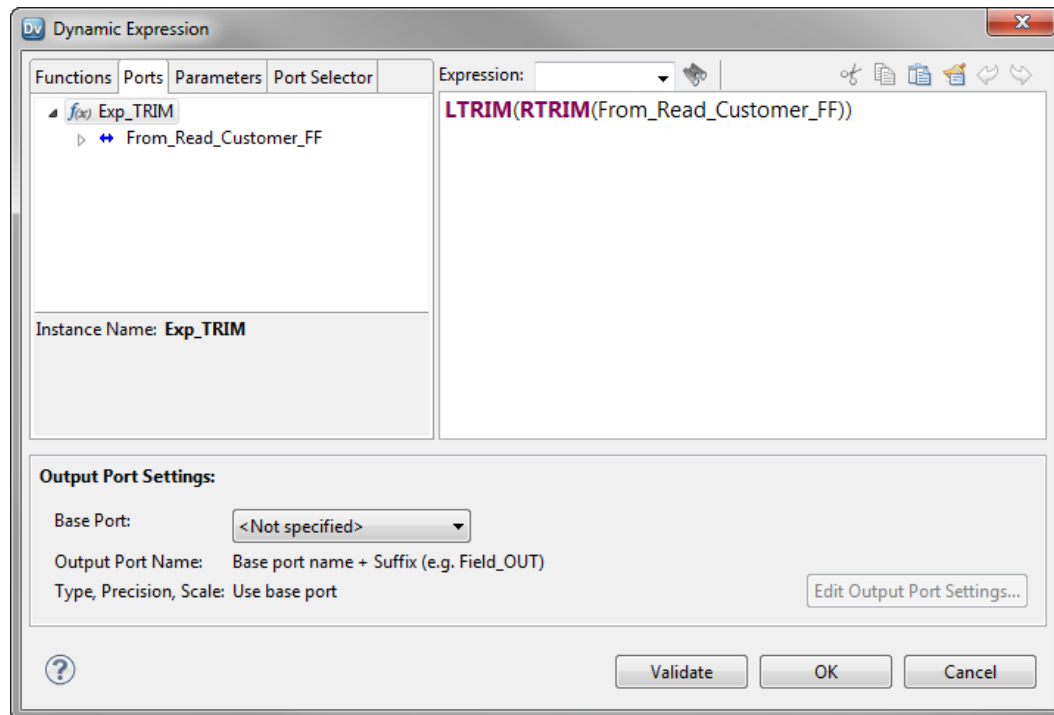 Dv Dynamic Expression
Functions Ports Parameters Port Selector
Expression:
f(x) Exp_TRIM
From_Read_Customer_FF
LTRIM(RTRIM(From_Read_Customer_FF))
Instance Name: Exp_TRIM
Output Port Settings:
Base Port: <Not specified>
Output Port Name: Base port name + Suffix (e.g. Field_OUT)
Type, Precision, Scale: Use base port
Edit Output Port Settings...
? Validate OK Cancel